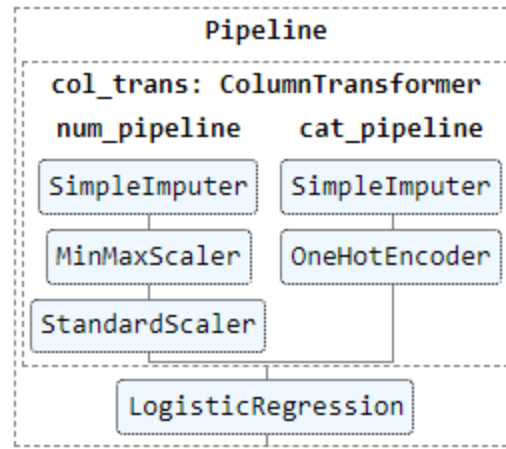 Pipeline
col_trans: ColumnTransformer
num_pipeline cat_pipeline
SimpleImputer SimpleImputer
MinMaxScaler OneHotEncoder
StandardScaler
LogisticRegression